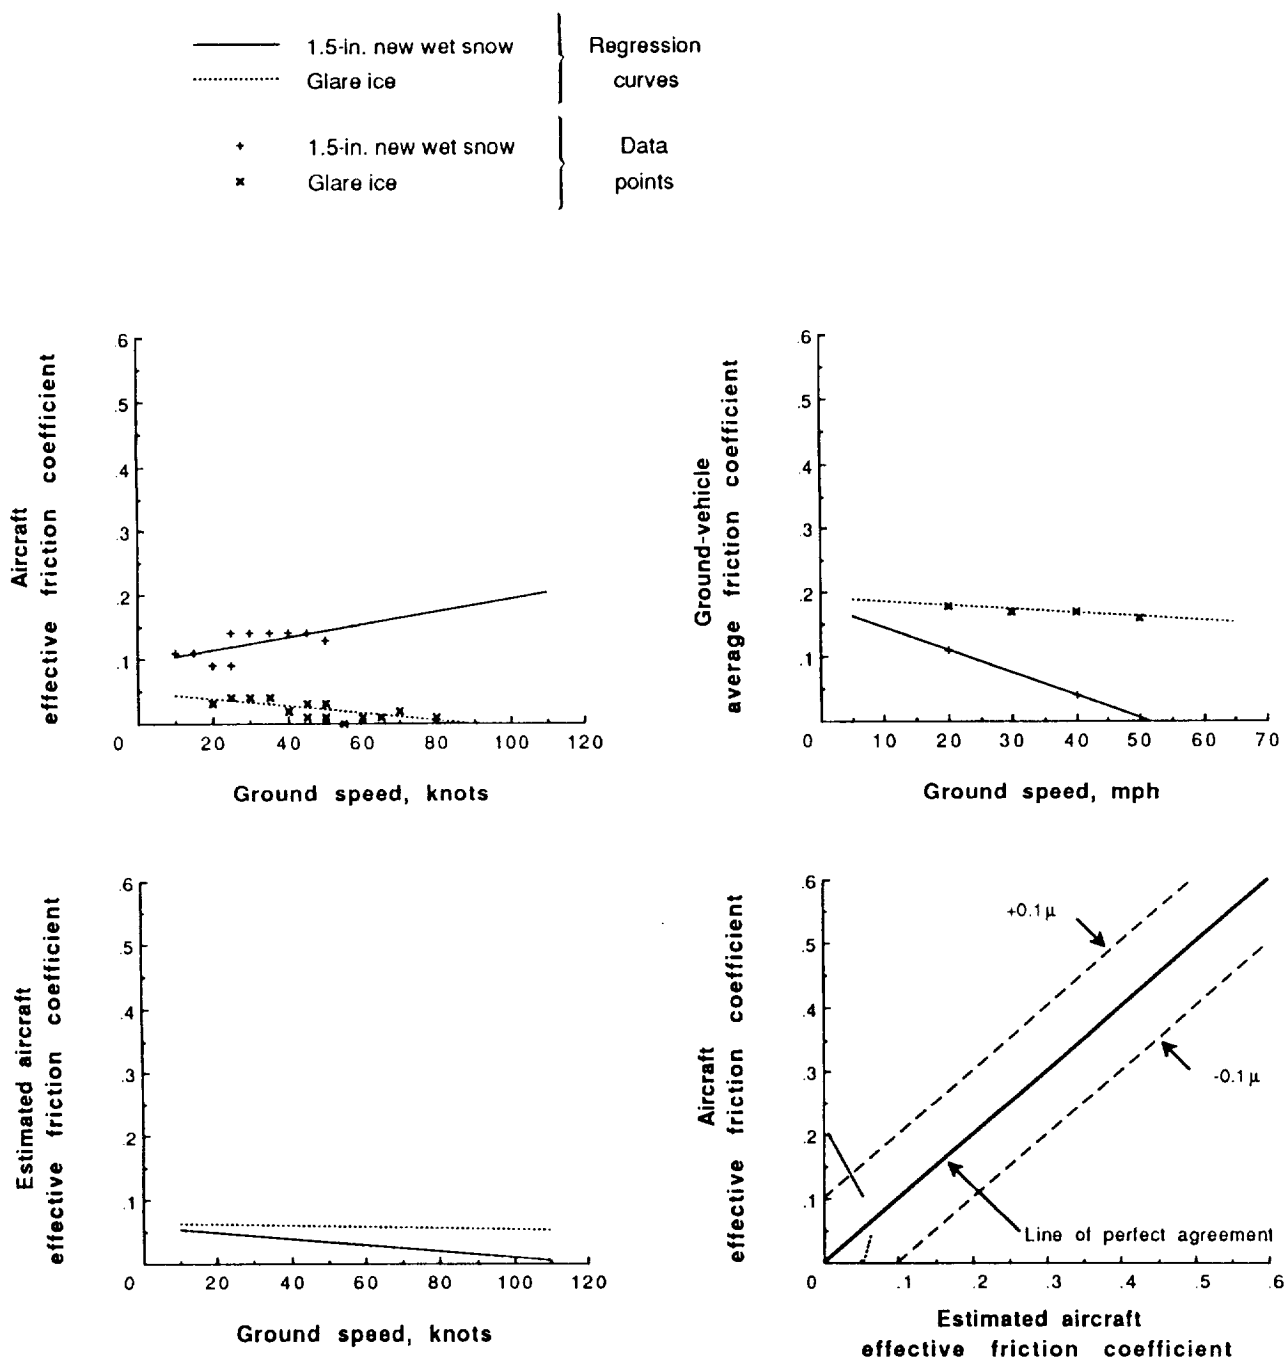 1.5-in. new wet snow
Glare ice
Regression
curves
1.5-in. new wet snow
Glare ice
Data
points
Aircraft
effective friction coefficient
.6
.5
.4
.3
.2
.1
0 20 40 60 80 100 120
Ground speed, knots
Ground-vehicle
average friction coefficient
.6
.5
.4
.3
.2
.1
0 10 20 30 40 50 60 70
Ground speed, mph
Estimated aircraft
effective friction coefficient
.6
.5
.4
.3
.2
.1
0 20 40 60 80 100 120
Ground speed, knots
Aircraft
effective friction coefficient
.6
.5
.4
.3
.2
.1
+0.1 µ
-0.1 µ
Line of perfect agreement
0 .1 .2 .3 .4 .5 .6
Estimated aircraft
effective friction coefficient